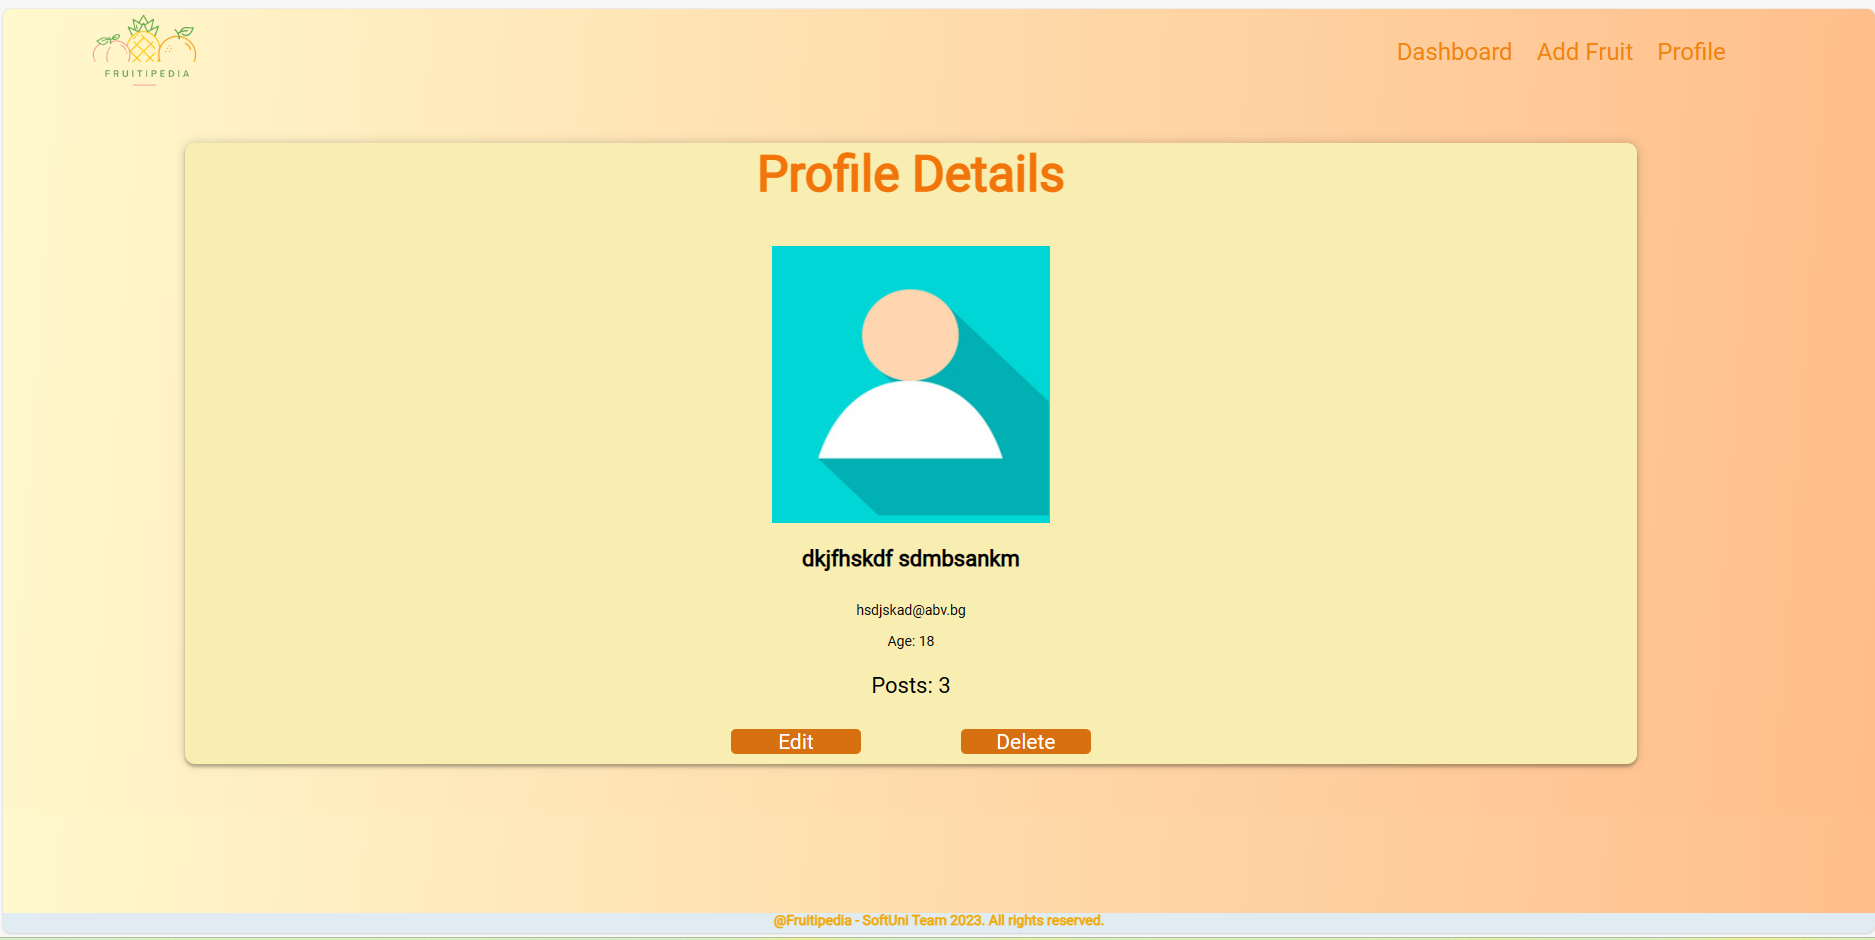 FRUITIPEDIA
Dashboard Add Fruit Profile
Profile Details
dkjfhskdf sdmbsankm
hsdjskad@abv.bg
Age: 18
Posts: 3
Edit Delete
@Fruitipedia - SoftUni Team 2023. All rights reserved.